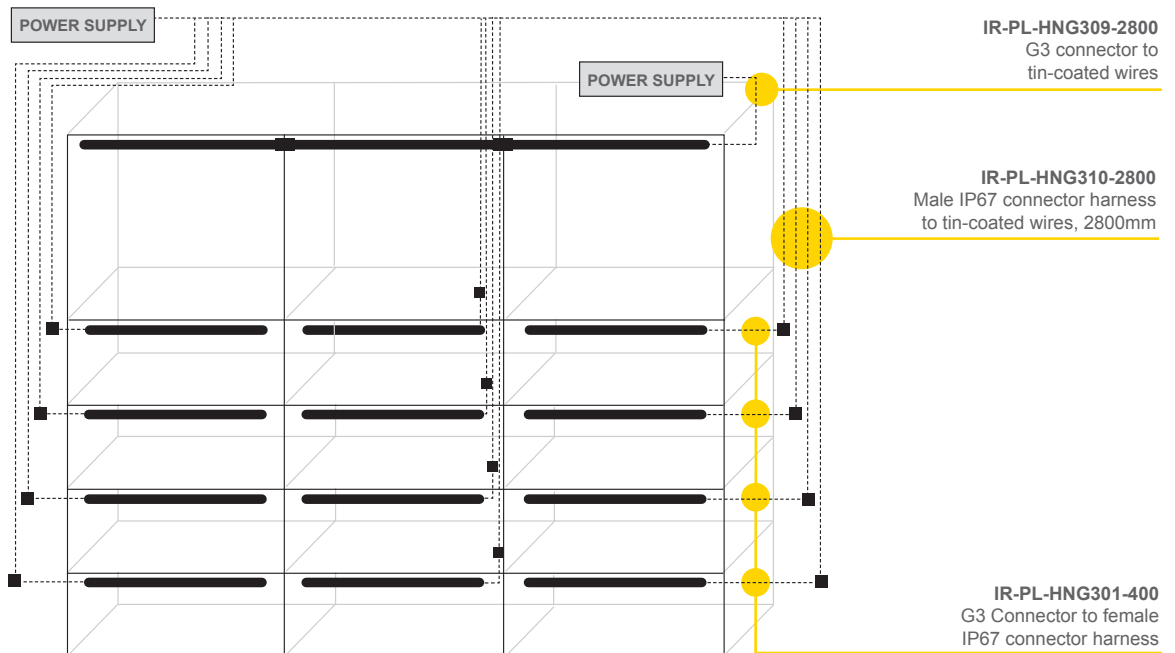 POWER SUPPLY
IR-PL-HNG309-2800
G3 connector to
tin-coated wires
POWER SUPPLY
IR-PL-HNG310-2800
Male IP67 connector harness
to tin-coated wires, 2800mm
IR-PL-HNG301-400
G3 Connector to female
IP67 connector harness